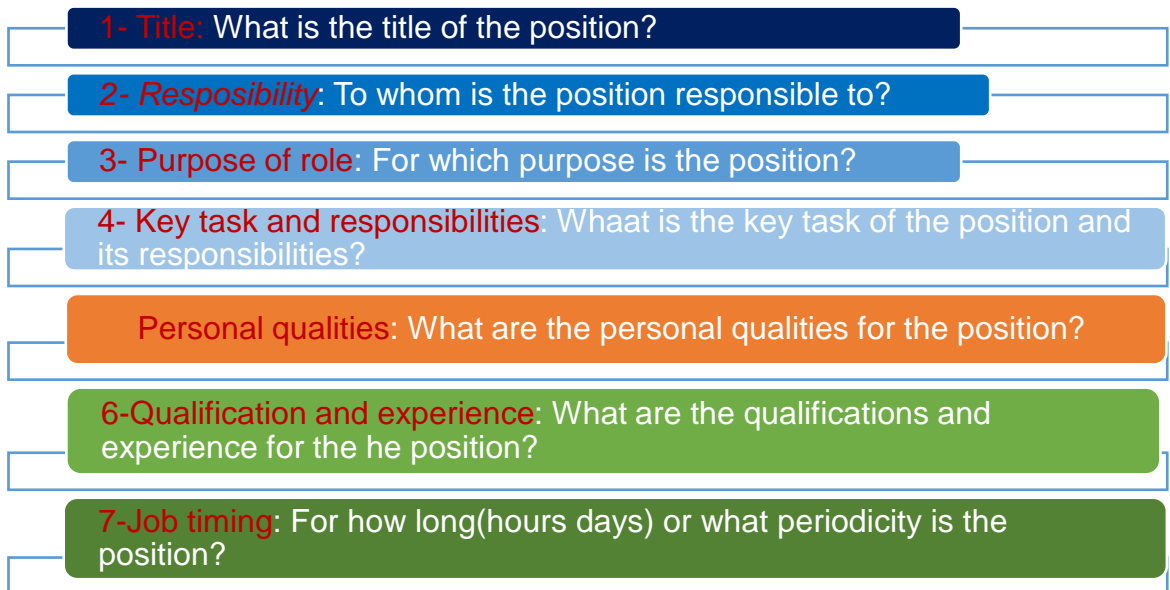 1- Title: What is the title of the position?
2- Resposibility: To whom is the position responsible to?
3- Purpose of role: For which purpose is the position?
4- Key task and responsibilities: Whaat is the key task of the position and
its responsibilities?
Personal qualities: What are the personal qualities for the position?
6-Qualification and experience: What are the qualifications and
experience for the he position?
7-Job timing: For how long(hours days) or what periodicity is the
position?